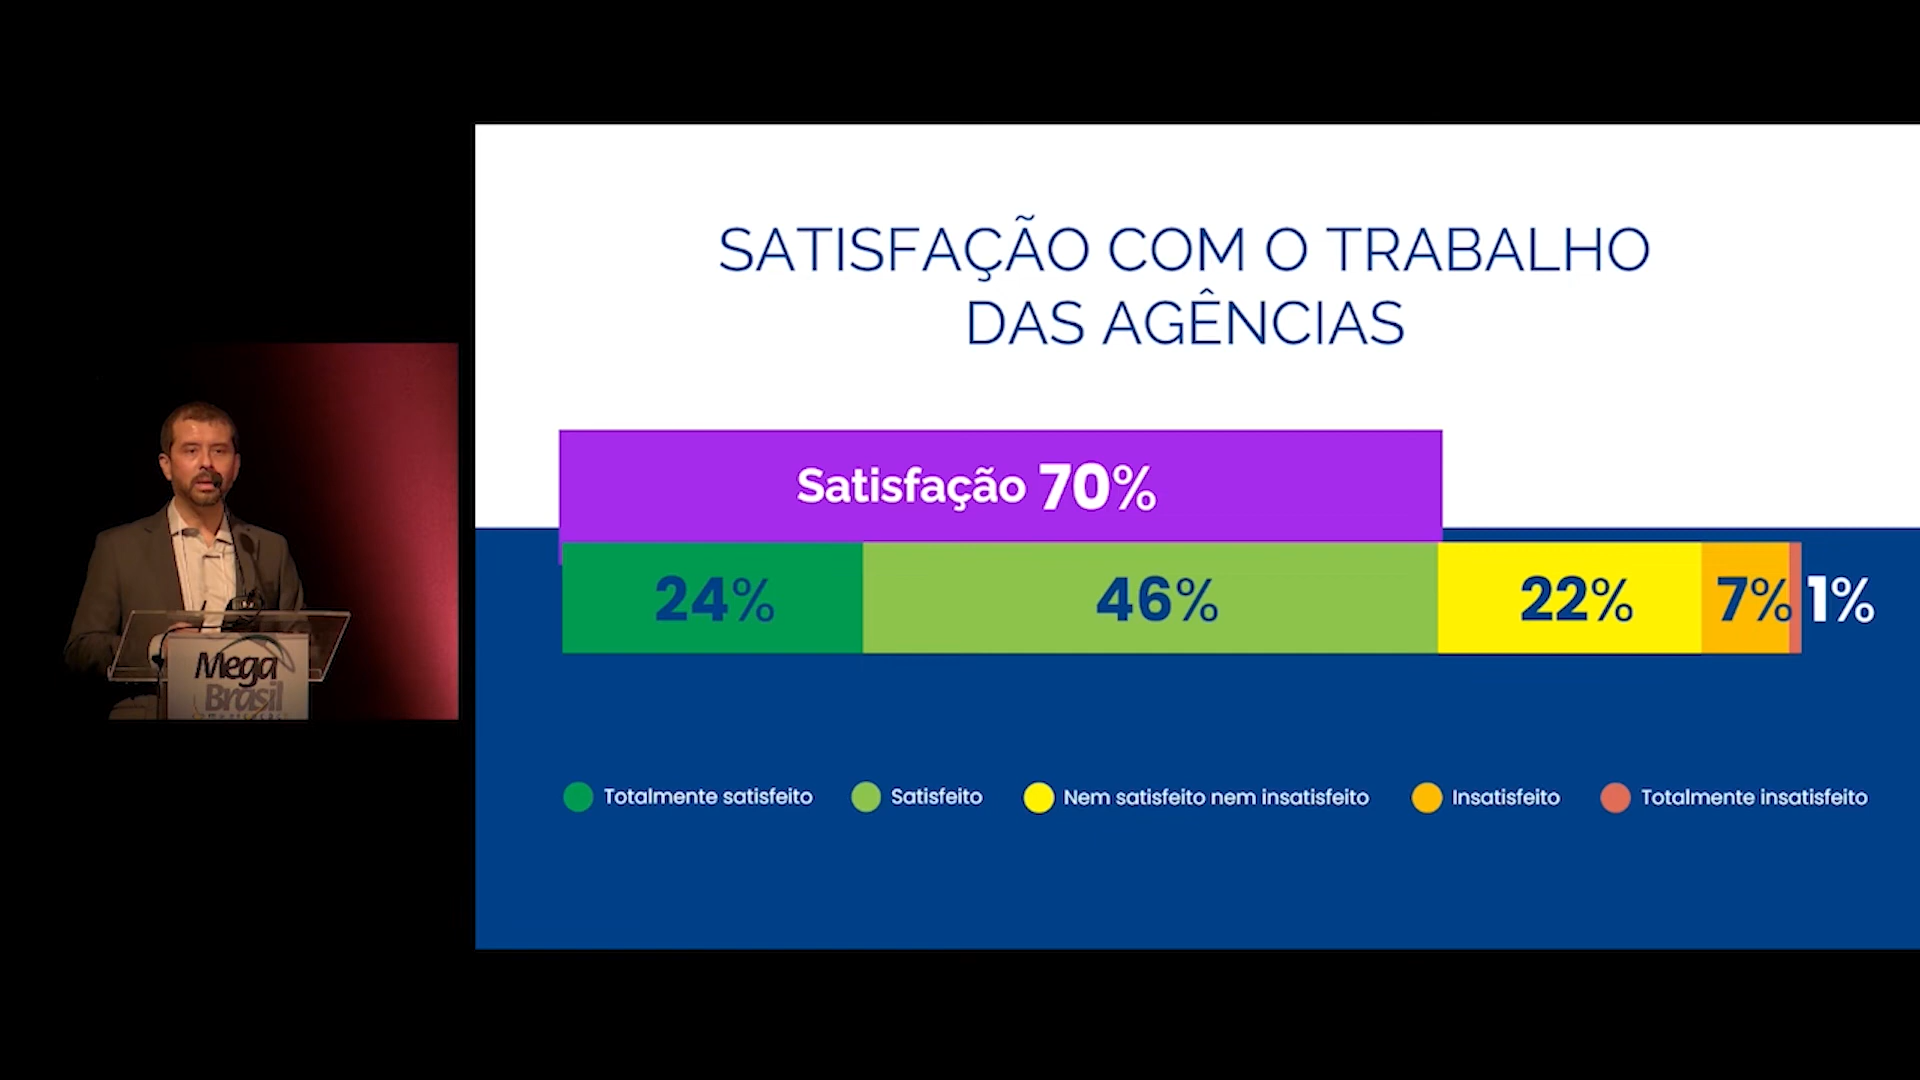 SATISFAÇÃO COM O TRABALHO
DAS AGÊNCIAS
Satisfação 70%
24% 46% 22% 7% 1%
Totalmente satisfeito Satisfeito Nem satisfeito nem insatisfeito Insatisfeito Totalmente insatisfeito
Mega
Brasil